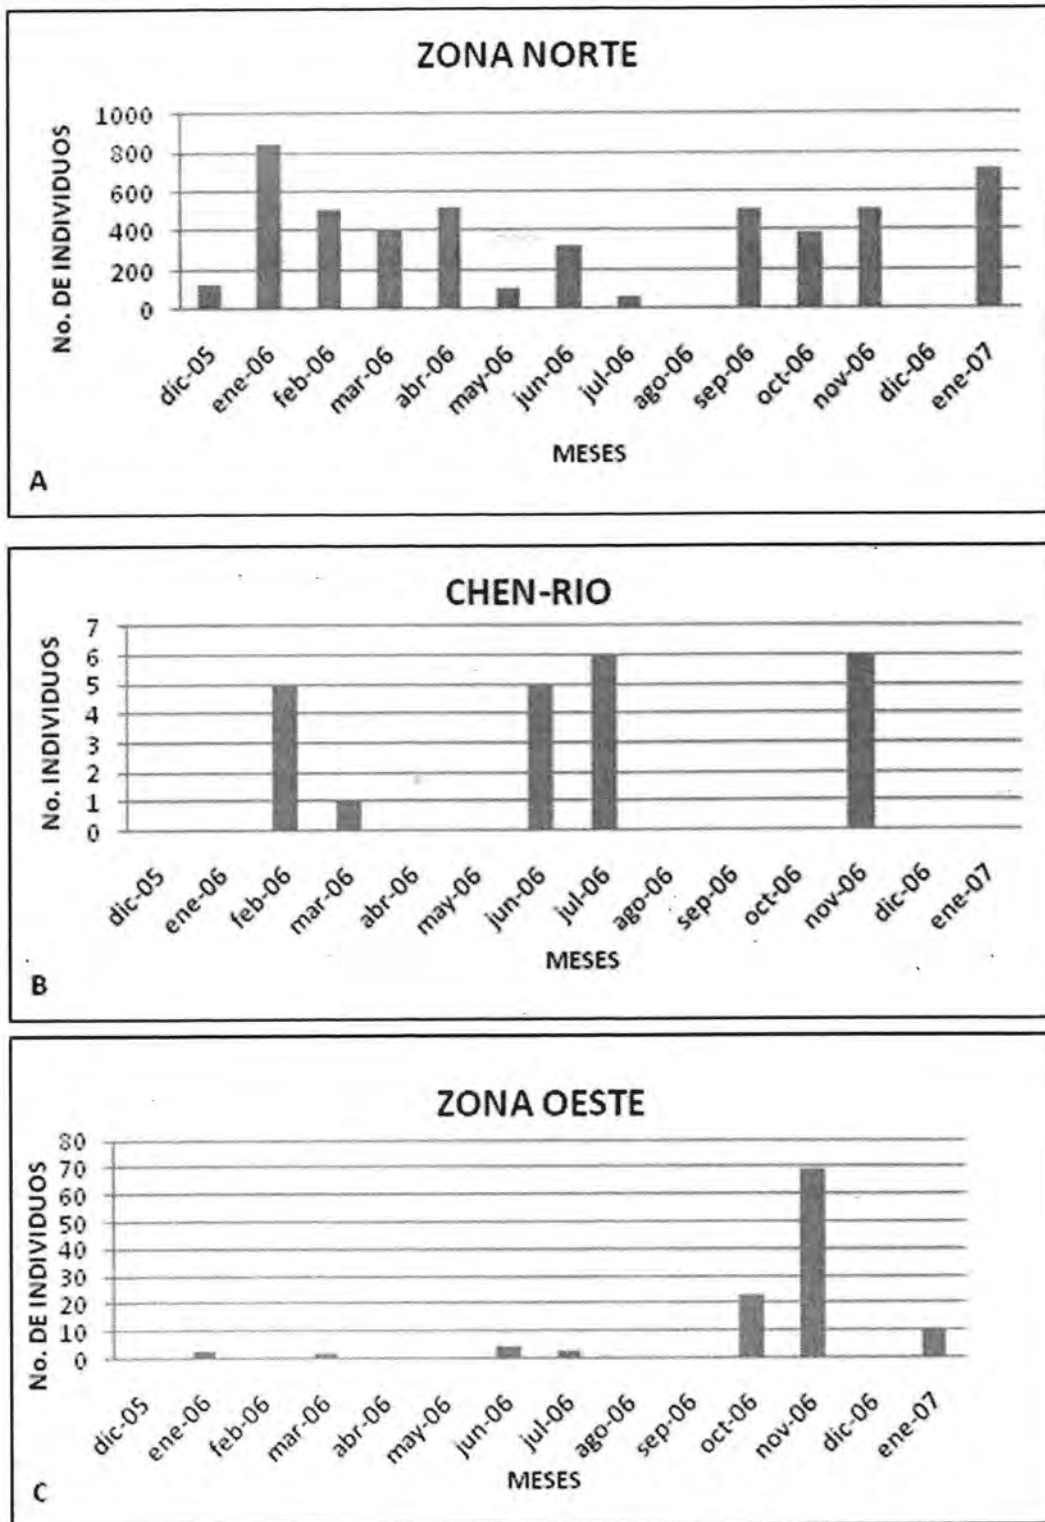 ZONA NORTE
No. DE INDIVIDUOS
1000
800
600
400
200
0
dic-05
ene-06
feb-06
mar-06
abr-06
may-06
jun-06
jul-06
ago-06
sep-06
oct-06
nov-06
dic-06
ene-07
MESES
A
CHEN-RIO
No. INDIVIDUOS
7
6
5
4
3
2
1
0
dic-05
ene-06
feb-06
mar-06
abr-06
may-06
jun-06
jul-06
ago-06
sep-06
oct-06
nov-06
dic-06
ene-07
MESES
B
ZONA OESTE
No. DE INDIVIDUOS
80
70
60
50
40
30
20
10
0
dic-05
ene-06
feb-06
mar-06
abr-06
may-06
jun-06
jul-06
ago-06
sep-06
oct-06
nov-06
dic-06
ene-07
MESES
C